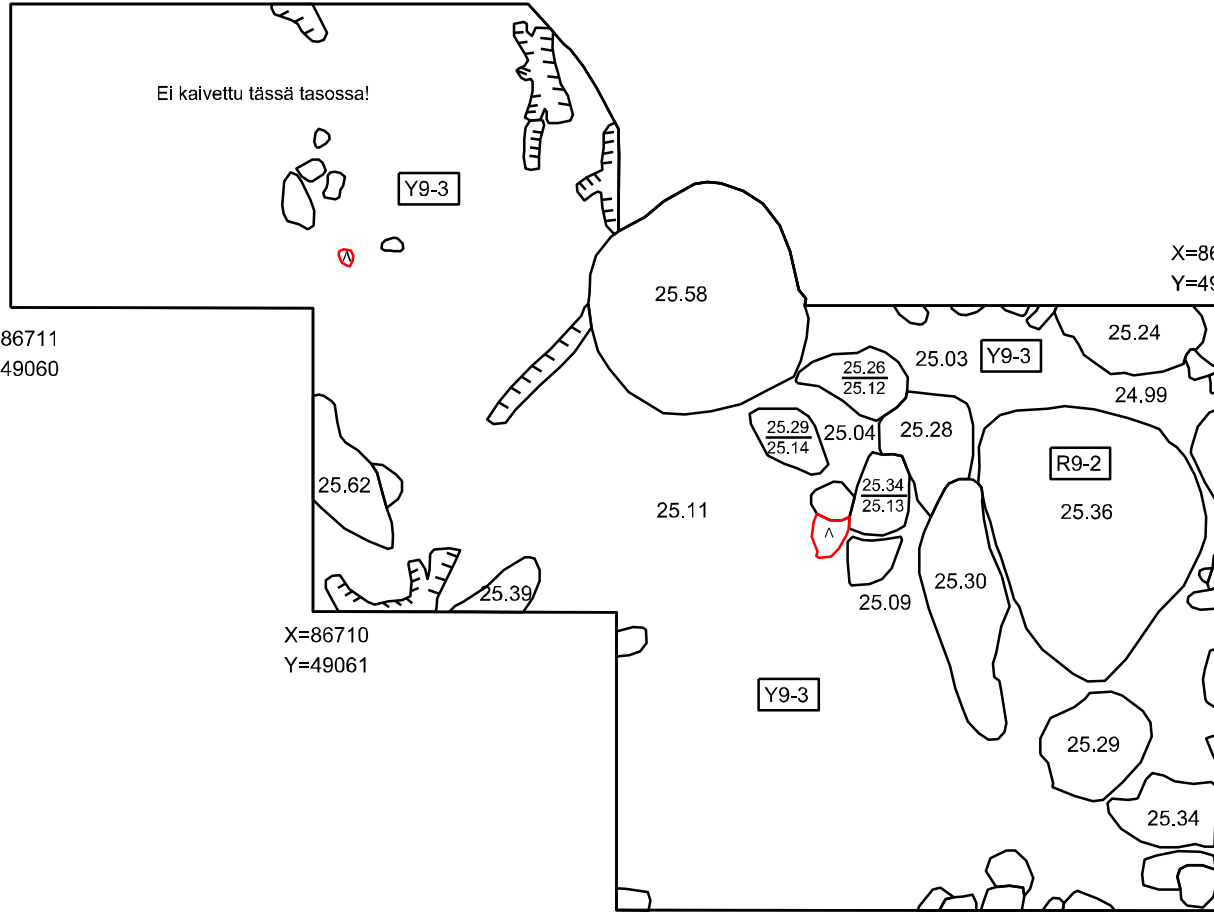 Ei kaivettu tässä tasossa!
Y9-3
^
X=86
Y=49
25.58
86711
49060
25.24
25.03
Y9-3
25.26
25.12
24.99
25.29
25.14
25.04
25.28
R9-2
25.62
25.34
25.13
25.11
25.36
^
25.30
25.39
25.09
X=86710
Y=49061
Y9-3
25.29
25.34